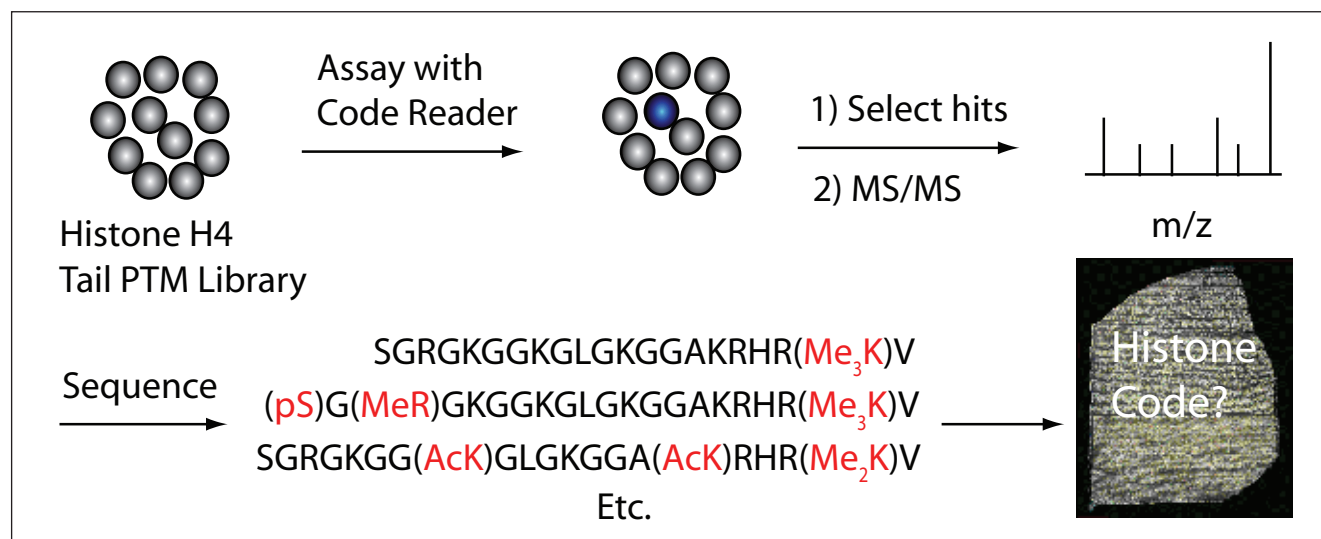 Assay with
Code Reader
1) Select hits
2) MS/MS
m/z
Histone H4
Tail PTM Library
Sequence
SGRGKGGKGLGKGGAKRHR(Me₃K)V
(pS)G(MeR)GKGGKGLGKGGAKRHR(Me₃K)V
SGRGKGG(AcK)GLGKGGA(AcK)RHR(Me₂K)V
Etc.
Histone
Code?